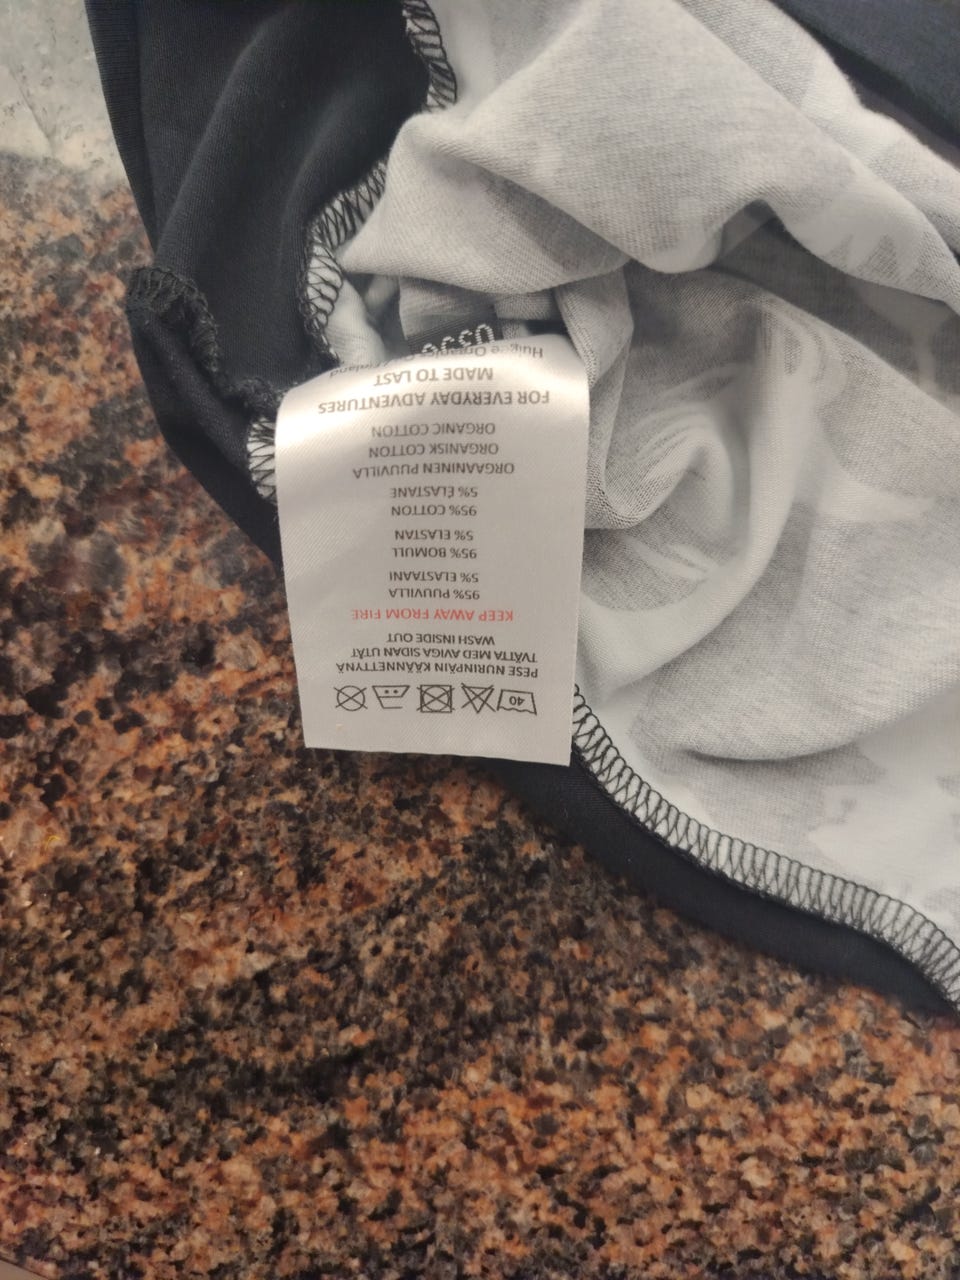 40
PESE NURINPÄIN KÄÄNNETTYNÄ
TVÄTTA MED AVIGA SIDAN UTÅT
WASH INSIDE OUT
KEEP AWAY FROM FIRE
95% PUUVILLA
5% ELASTAANI
95% BOMULL
5% ELASTAN
95% COTTON
5% ELASTANE
ORGAANINEN PUUVILLA
ORGANISK COTTON
ORGANIC COTTON
FOR EVERYDAY ADVENTURES
MADE TO LAST
Finland